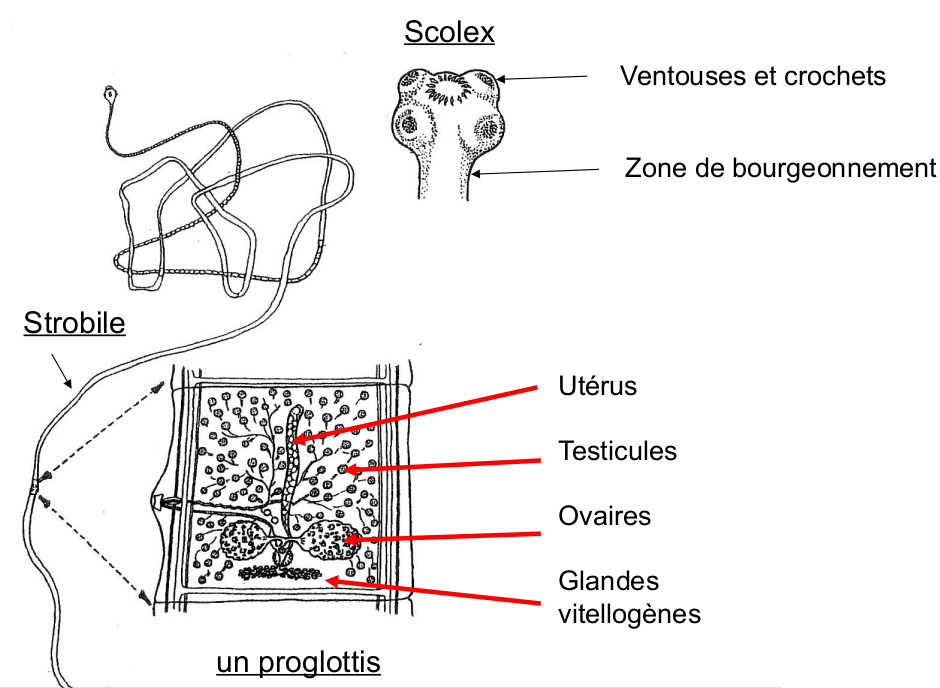 Scolex
Ventouses et crochets
Zone de bourgeonnement
Strobile
Utérus
Testicules
Ovaires
Glandes
vitellogènes
un proglottis